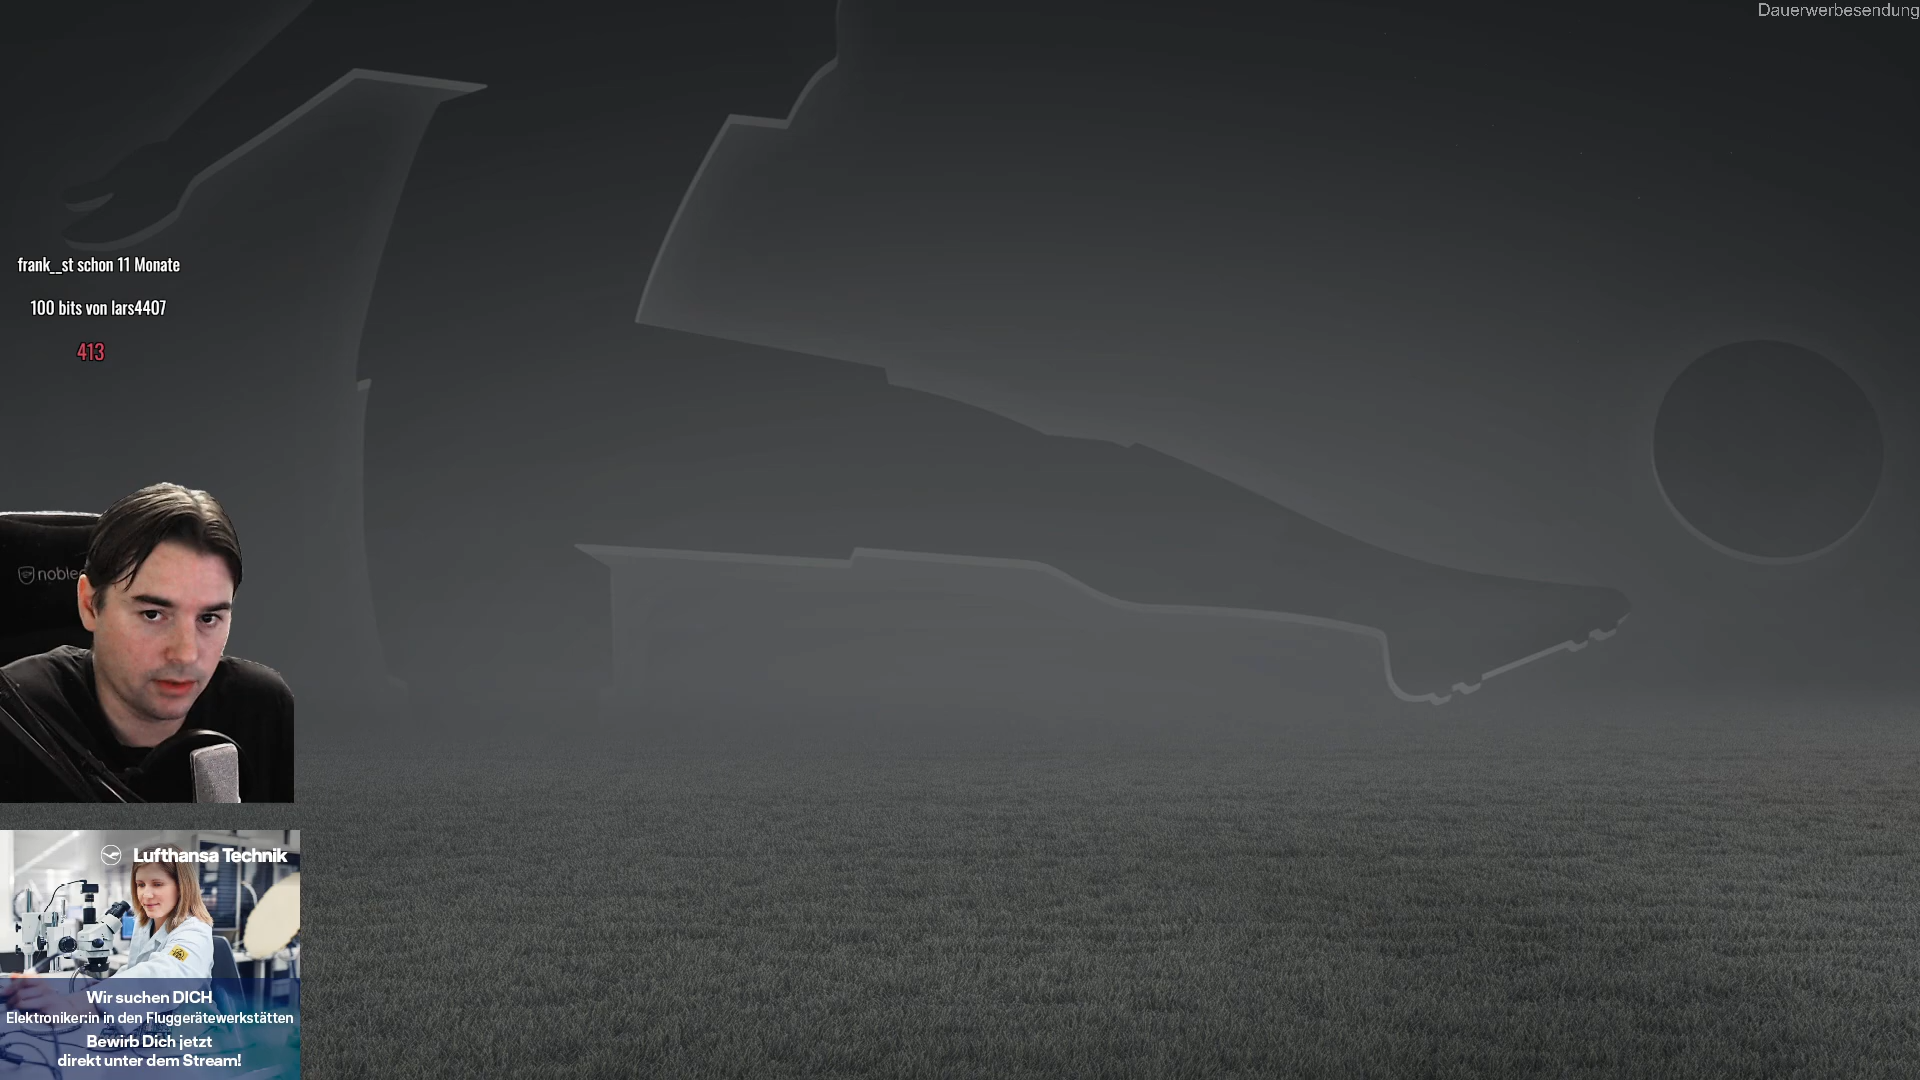 Dauerwerbesendung
frank__st schon 11 Monate
100 bits von lars4407
413
Lufthansa Technik
Wir suchen DICH
Elektroniker:in in den Fluggerätewerkstätten
Bewirb Dich jetzt
direkt unter dem Stream!